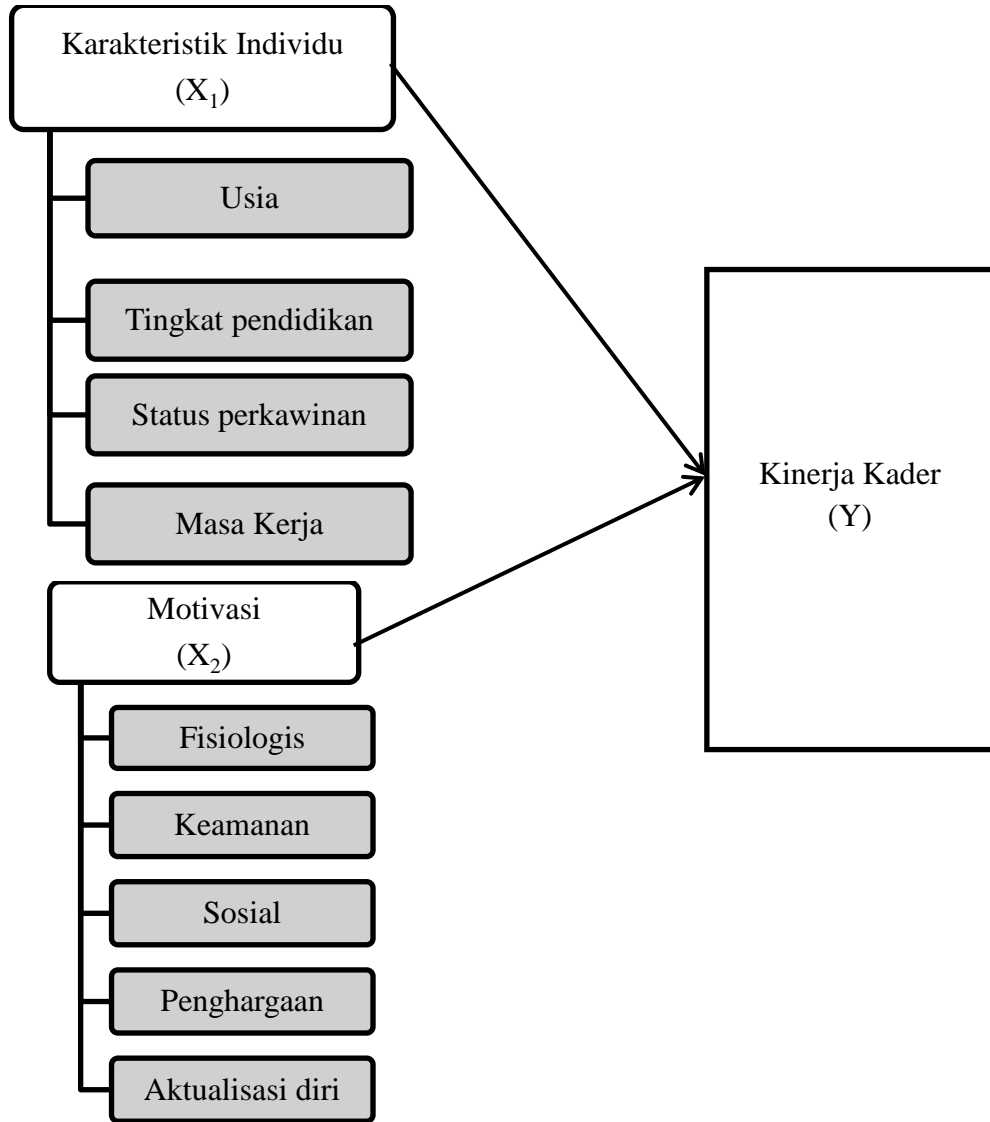 Karakteristik Individu
(X₁)
Usia
Tingkat pendidikan
Status perkawinan
Masa Kerja
Motivasi
(X₂)
Fisiologis
Keamanan
Sosial
Penghargaan
Aktualisasi diri
Kinerja Kader
(Y)